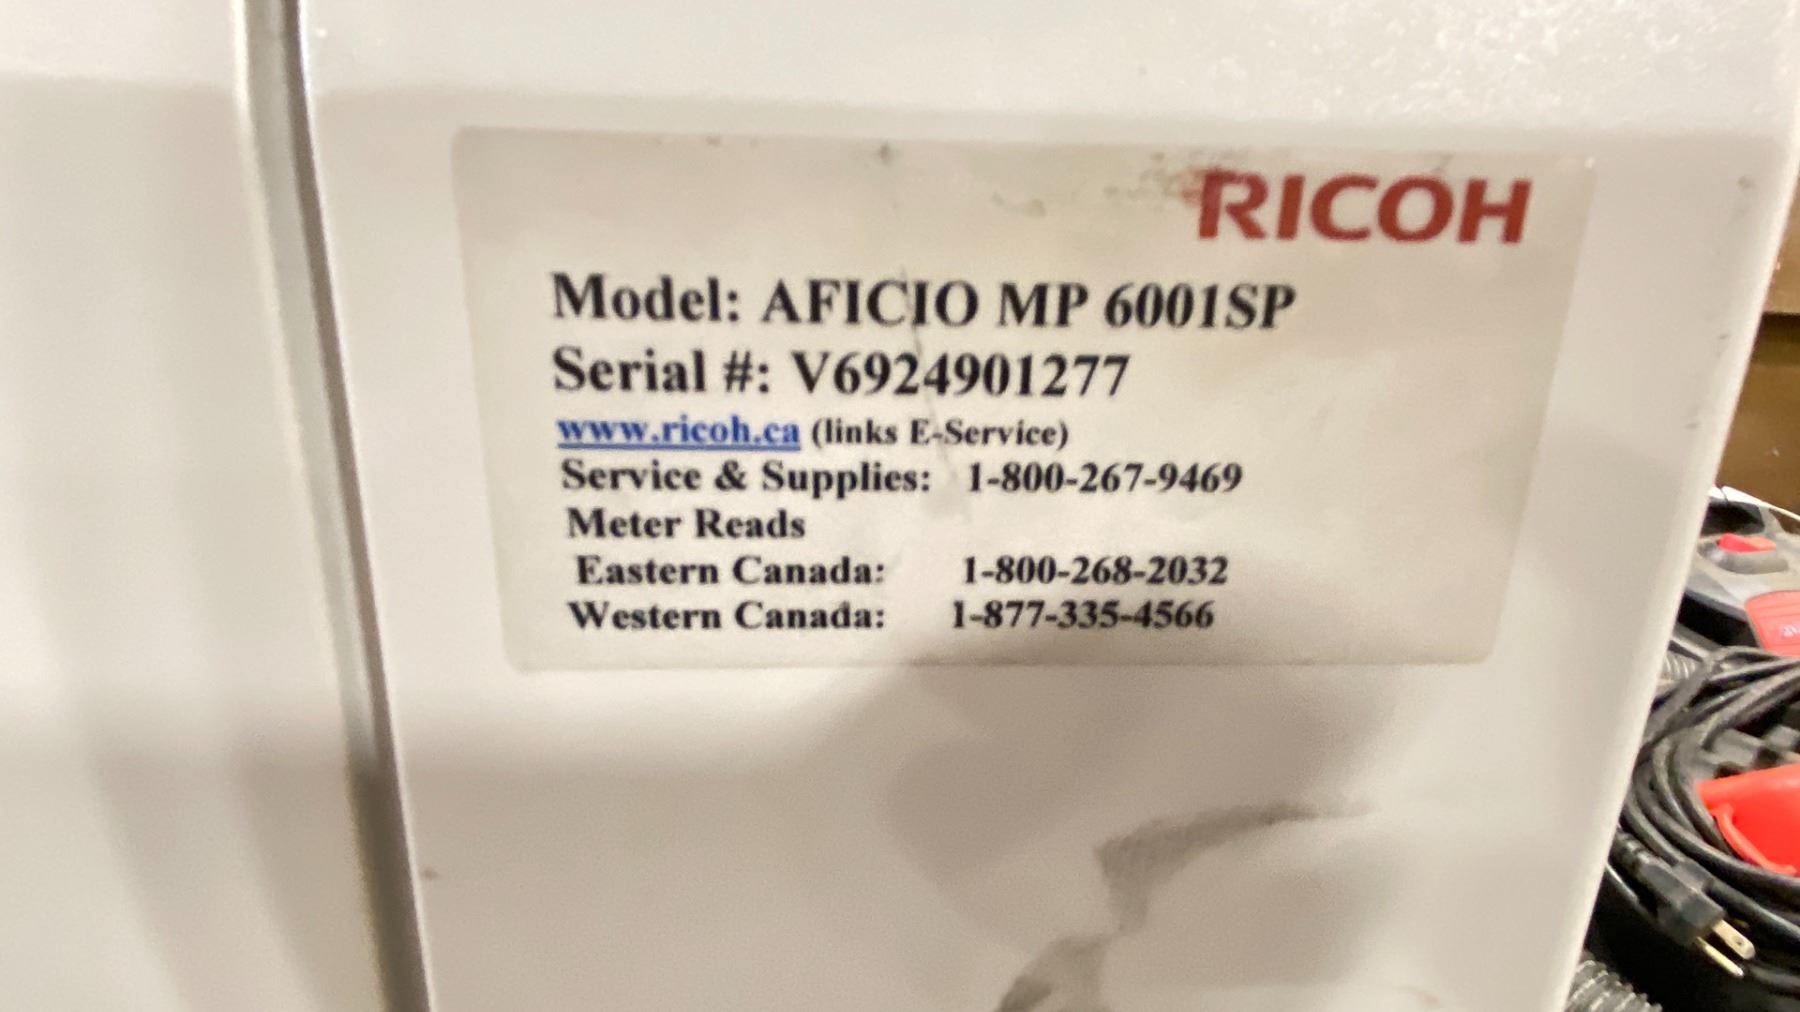 RICOH
Model: AFICIO MP 6001SP
Serial #: V6924901277
www.ricoh.ca (links E-Service)
Service & Supplies: 1-800-267-9469
Meter Reads
Eastern Canada: 1-800-268-2032
Western Canada: 1-877-335-4566